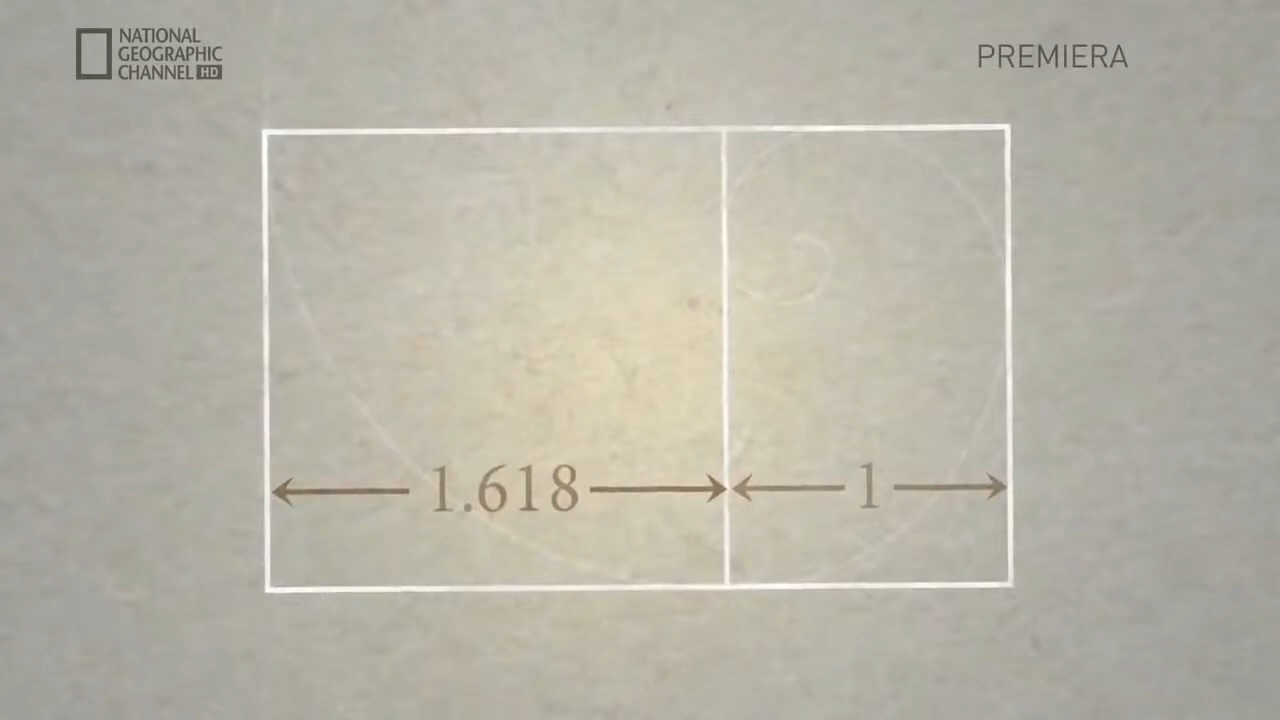 NATIONAL
GEOGRAPHIC
CHANNEL HD
PREMIERA
1.618
1